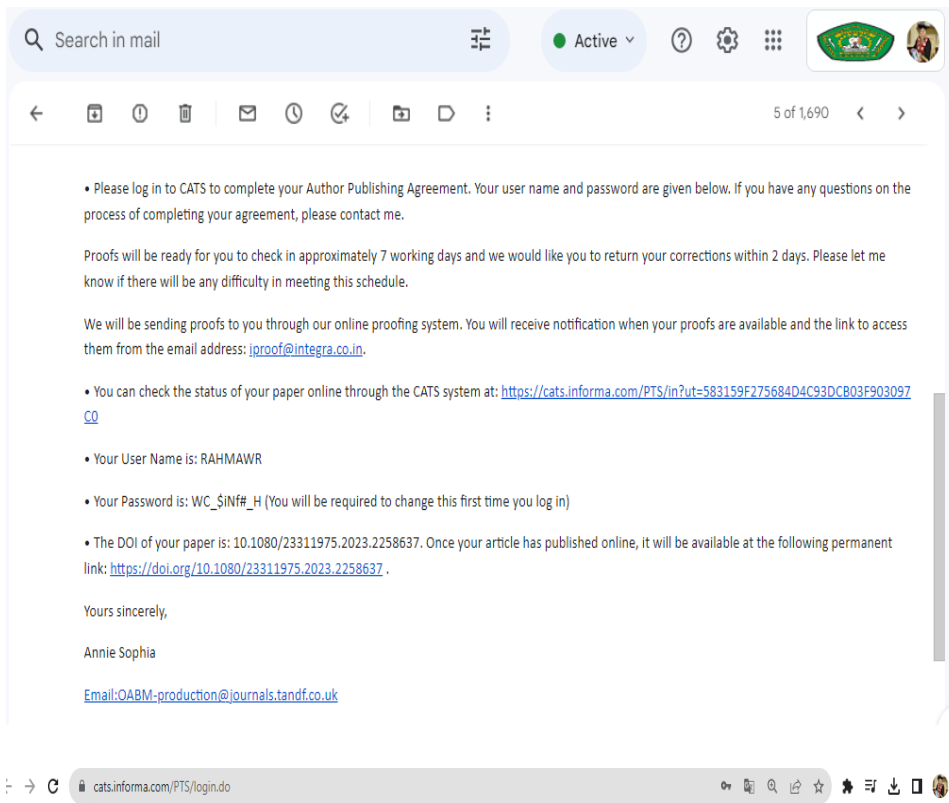 Search in mail
Active
5 of 1,690
• Please log in to CATS to complete your Author Publishing Agreement. Your user name and password are given below. If you have any questions on the
process of completing your agreement, please contact me.
Proofs will be ready for you to check in approximately 7 working days and we would like you to return your corrections within 2 days. Please let me
know if there will be any difficulty in meeting this schedule.
We will be sending proofs to you through our online proofing system. You will receive notification when your proofs are available and the link to access
them from the email address: iproof@integra.co.in.
• You can check the status of your paper online through the CATS system at: https://cats.informa.com/PTS/in?ut=583159F275684D4C93DCB03F903097
C0
• Your User Name is: RAHMAWR
• Your Password is: WC_$iNf#_H (You will be required to change this first time you log in)
• The DOI of your paper is: 10.1080/23311975.2023.2258637. Once your article has published online, it will be available at the following permanent
link: https://doi.org/10.1080/23311975.2023.2258637 .
Yours sincerely,
Annie Sophia
Email:OABM-production@journals.tandf.co.uk
cats.informa.com/PTS/login.do